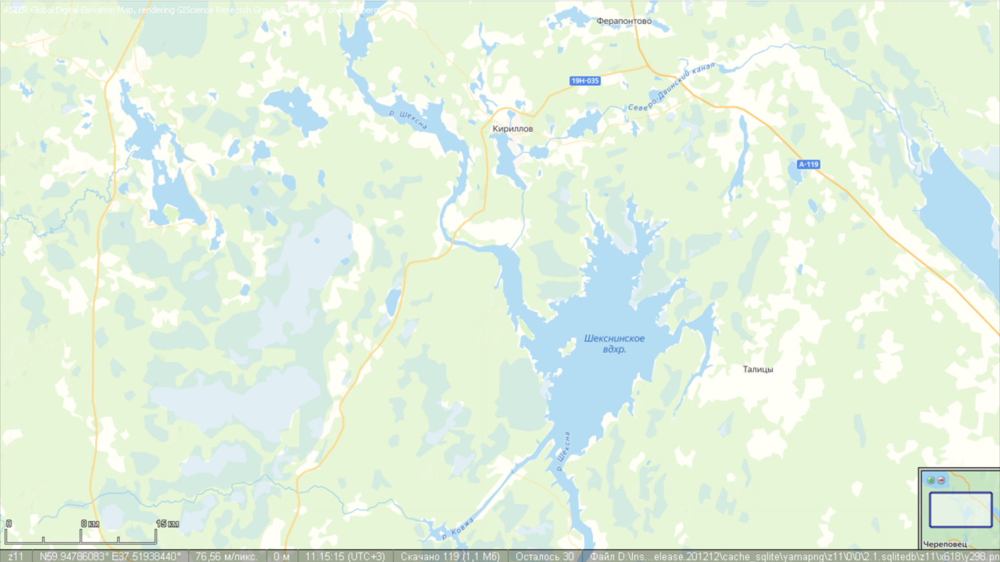 ASTER Global Digital Elevation Map, rendering GIScience Research Group @ University of Heidelberg
Ферапонтово
19Н-035
Северо-Двинский канал
р. Шексна
Кириллов
А-119
Шекснинское
вдхр.
Талицы
р. Шексна
р. Ковжа
0 8 км 15 км
Череповец
z11 N59.94786083° E37.51938440° 76,56 м/пикс. 0 м 11:15:15 (UTC+3) Скачано 119 (1,1 Мб) Осталось 30 Файл D:\Ins...elease.201212\cache_sqlite\yamapng\z11\0\0\2.1.sqlitedb\z11\x618\y298.pn